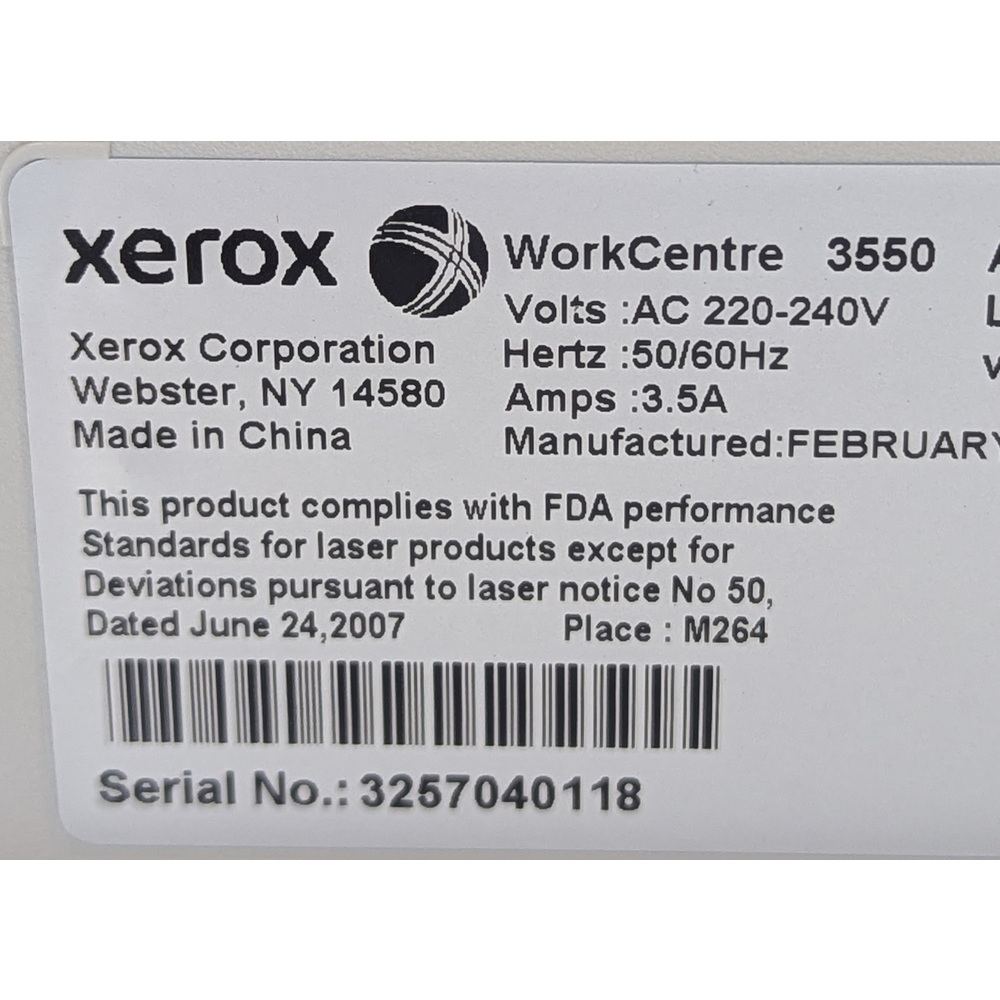 xerox WorkCentre 3550
Volts :AC 220-240V
Xerox Corporation Hertz :50/60Hz
Webster, NY 14580 Amps :3.5A
Made in China Manufactured:FEBRUARY
This product complies with FDA performance
Standards for laser products except for
Deviations pursuant to laser notice No 50,
Dated June 24,2007 Place : M264
Serial No.: 3257040118